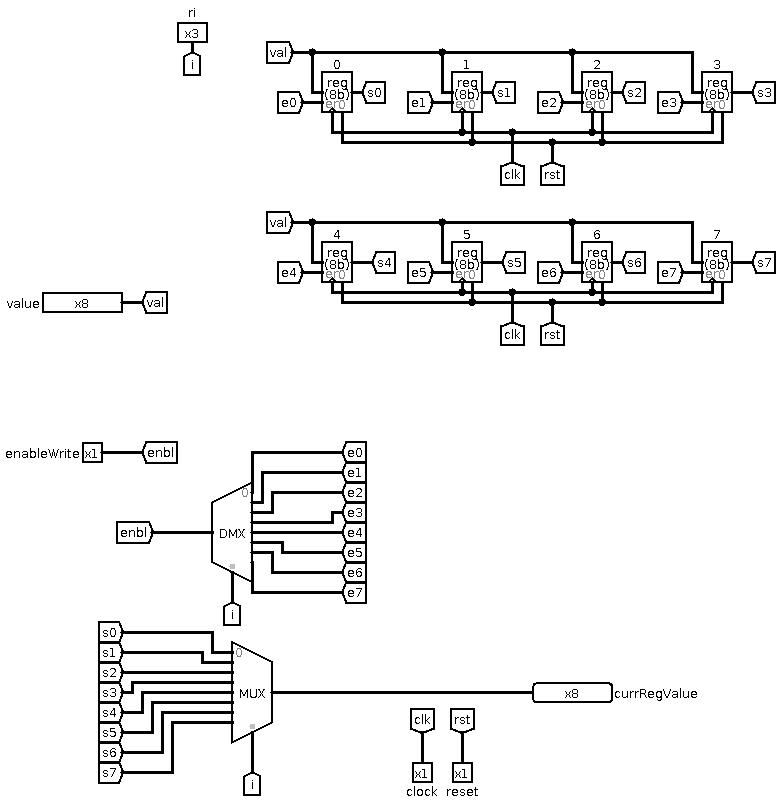 ri
x3
i
val
0 1 2 3
reg reg reg reg
(8b) s0 (8b) s1 (8b) s2 (8b) s3
e0 en0 e1 en0 e2 en0 e3 en0
clk rst
val
4 5 6 7
reg reg reg reg
(8b) s4 (8b) s5 (8b) s6 (8b) s7
e4 en0 e5 en0 e6 en0 e7 en0
value x8 val
clk rst
enableWrite x1 enbl
e0
e1
0 e2
e3
enbl DMX e4
e5
e6
e7
i
s0
s1 0
s2
s3 MUX x8 currRegValue
s4
s5
s6
s7
i
clk rst
x1 x1
clock reset